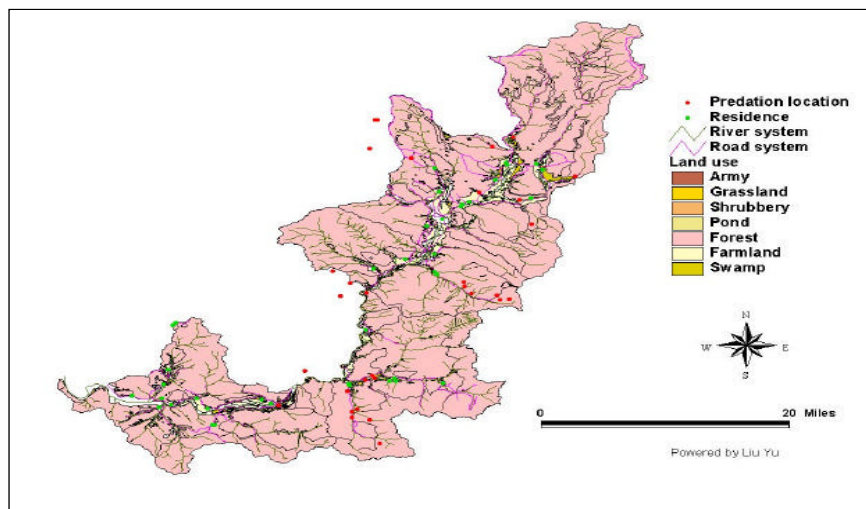 Predation location
Residence
River system
Road system
Land use
Army
Grassland
Shrubbery
Pond
Forest
Farmland
Swamp
N
W E
S
0 20 Miles
Powered by Liu Yu